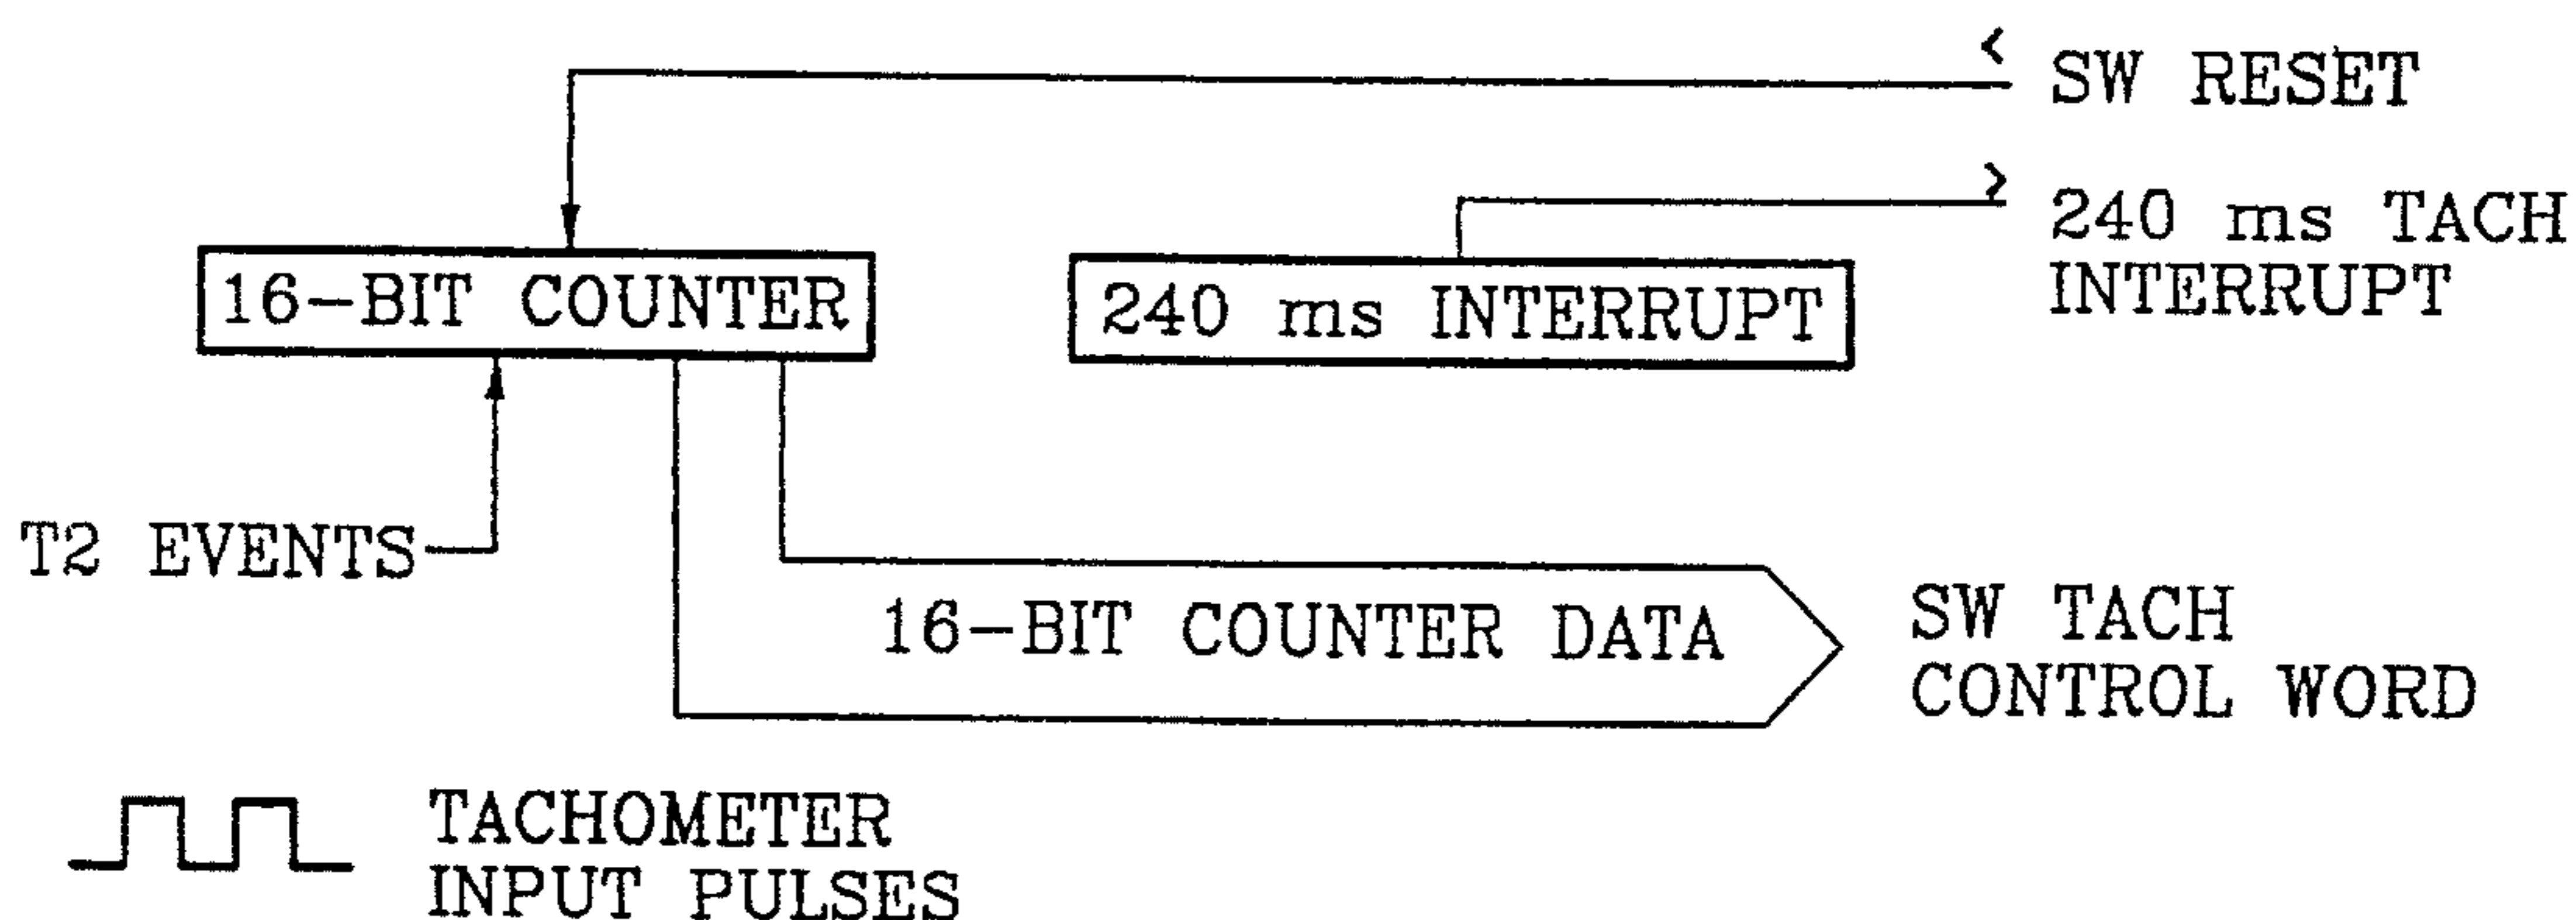 SW RESET
240 ms TACH
INTERRUPT
16-BIT COUNTER
240 ms INTERRUPT
T2 EVENTS
16-BIT COUNTER DATA
SW TACH
CONTROL WORD
TACHOMETER
INPUT PULSES